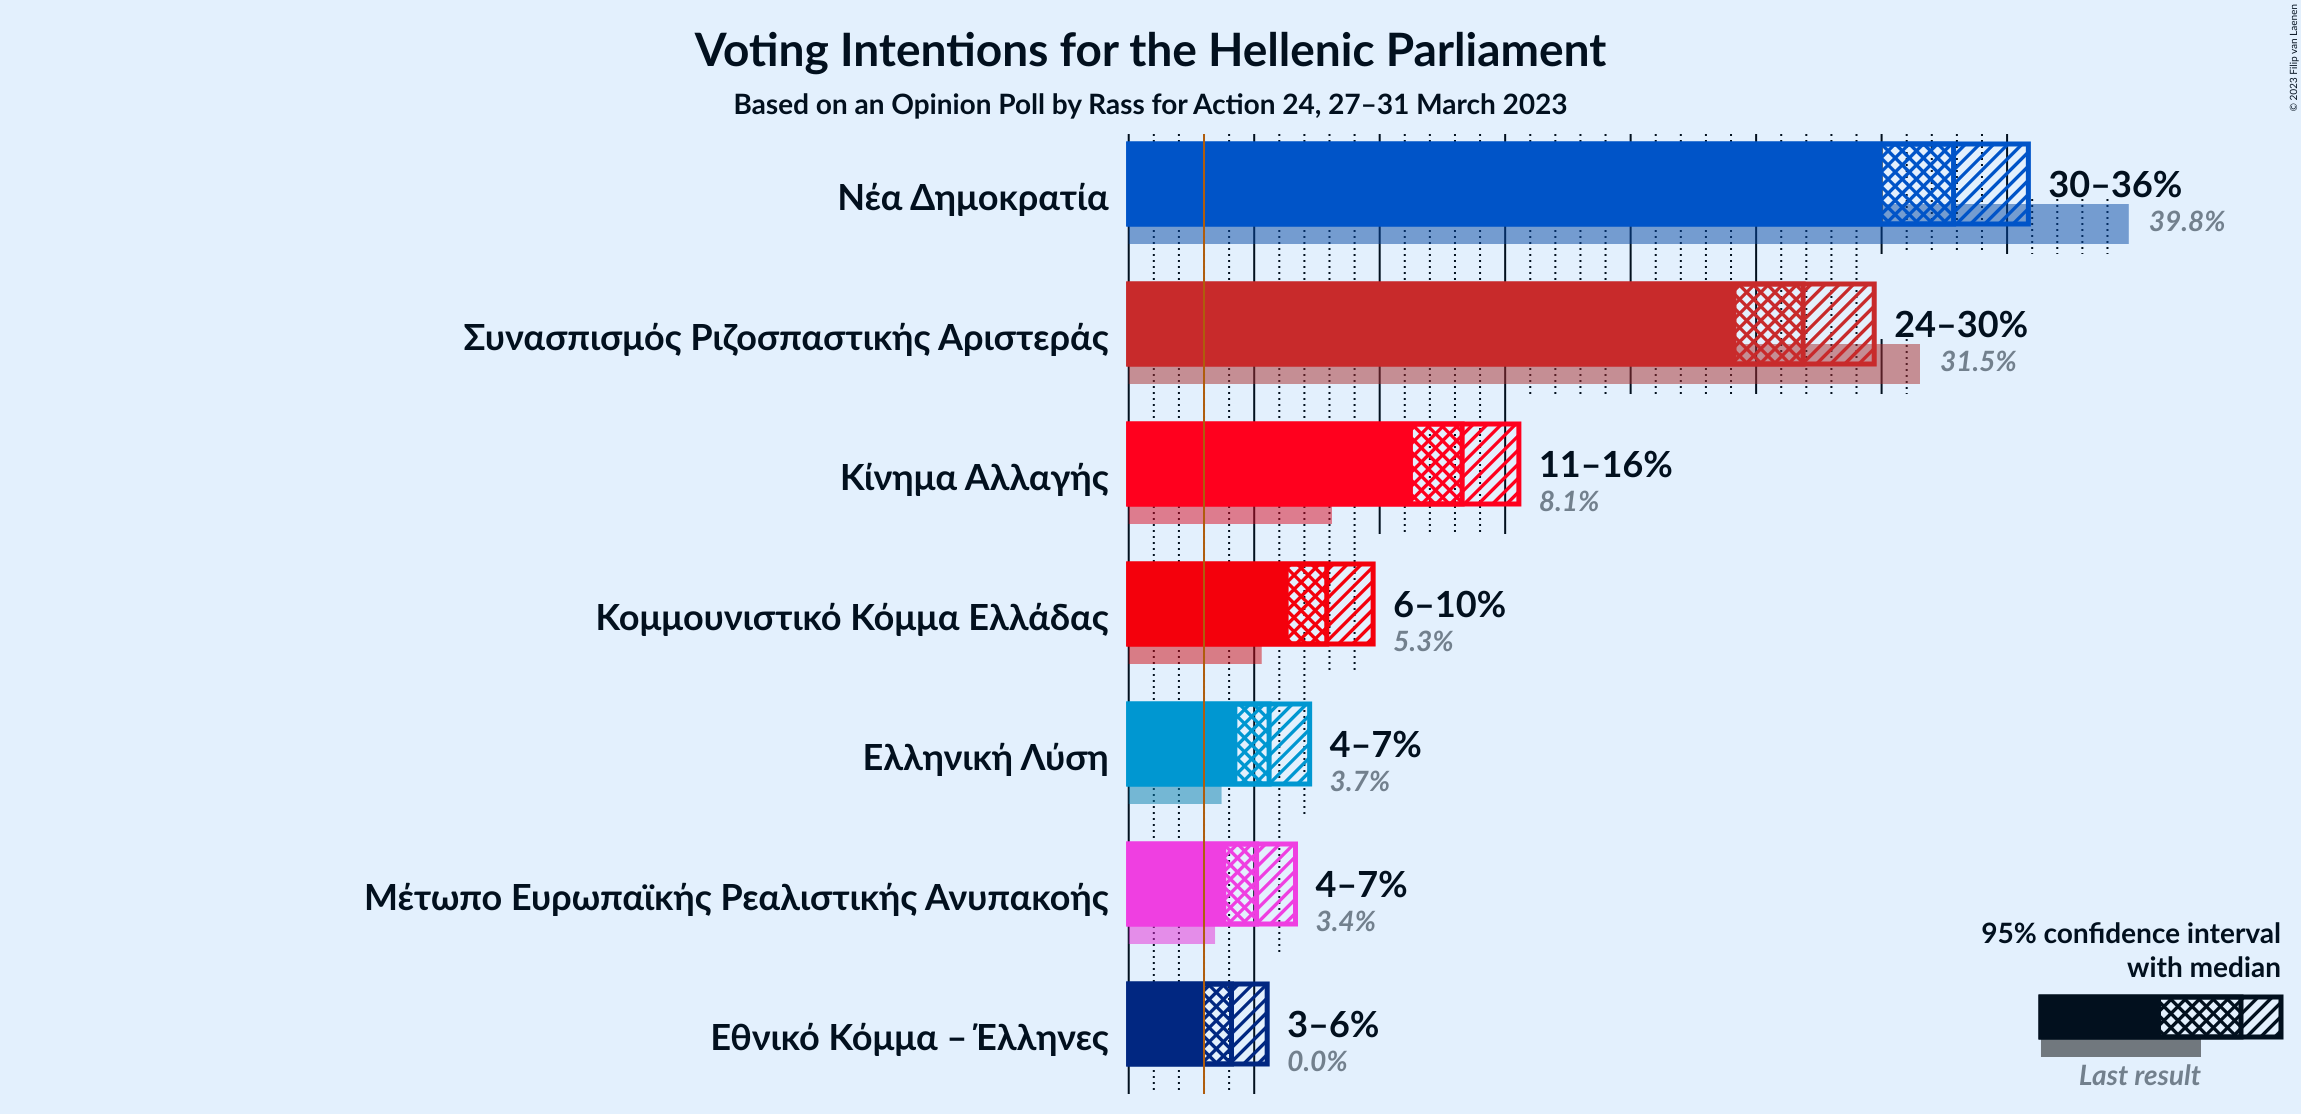 Voting Intentions for the Hellenic Parliament
Based on an Opinion Poll by Rass for Action 24, 27–31 March 2023
© 2023 Filip van Laenen
Νέα Δημοκρατία
30–36%
39.8%
Συνασπισμός Ριζοσπαστικής Αριστεράς
24–30%
31.5%
Κίνημα Αλλαγής
11–16%
8.1%
Κομμουνιστικό Κόμμα Ελλάδας
6–10%
5.3%
Ελληνική Λύση
4–7%
3.7%
Μέτωπο Ευρωπαϊκής Ρεαλιστικής Ανυπακοής
4–7%
3.4%
Εθνικό Κόμμα – Έλληνες
3–6%
0.0%
95% confidence interval
with median
Last result